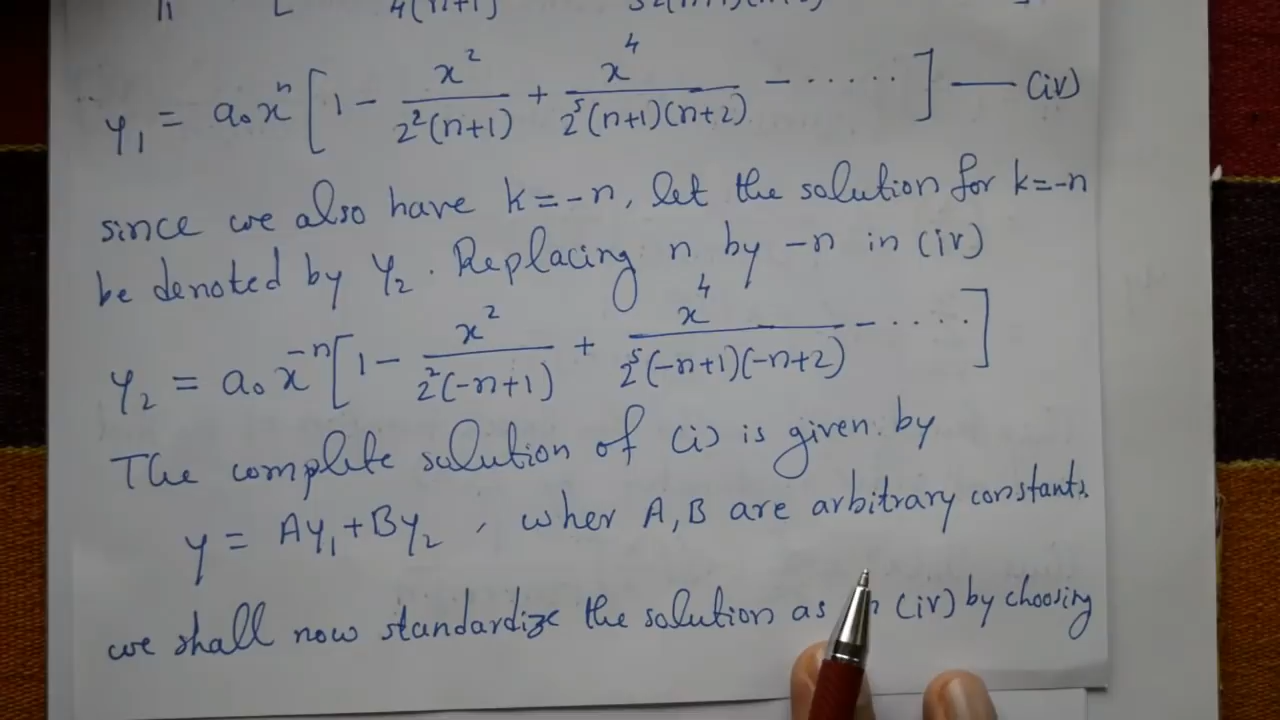 4(n+1)
y₁ = a₀xⁿ [1 - x²/2²(n+1) + x⁴/2⁵(n+1)(n+2) - ......] — (iv)
since we also have k=-n, let the solution for k=-n
be denoted by y₂. Replacing n by -n in (iv)
y₂ = a₀x⁻ⁿ [1 - x²/2²(-n+1) + x⁴/2⁵(-n+1)(-n+2) - .....]
The complete solution of (i) is given by
y = Ay₁+By₂, wher A, B are arbitrary constants.
we shall now standardize the solution as (iv) by choosing